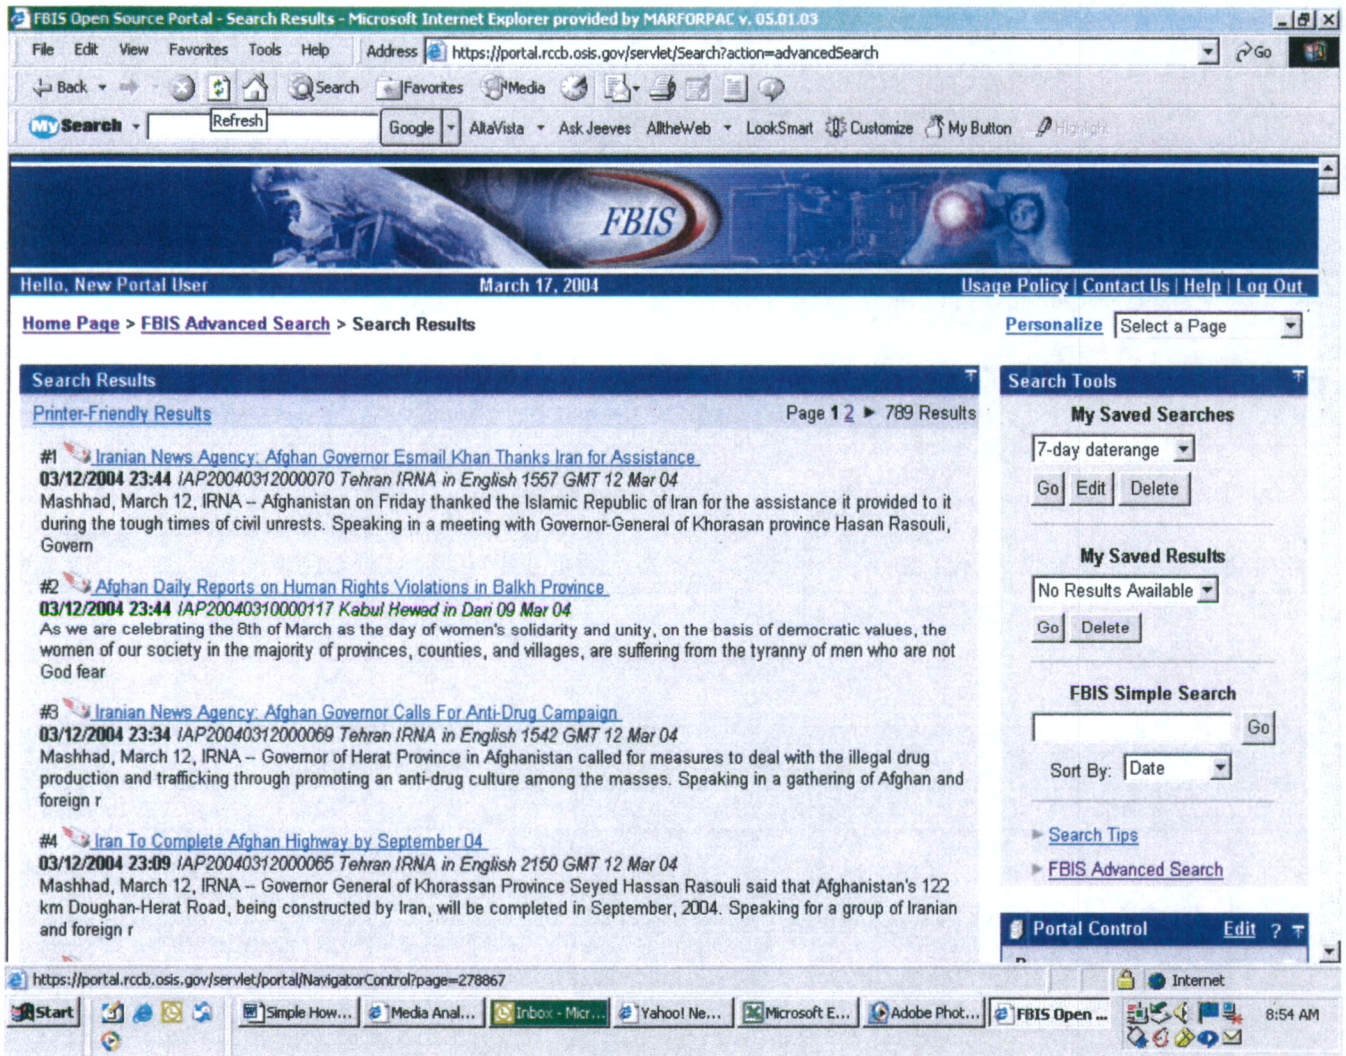 FBIS Open Source Portal - Search Results - Microsoft Internet Explorer provided by MARFORPAC v. 05.01.03
File Edit View Favorites Tools Help Address https://portal.rccb.osis.gov/servlet/Search?action=advancedSearch Go
Back Search Favorites Media
My Search Google AltaVista Ask Jeeves AlltheWeb LookSmart Customize My Button Highlight
Refresh
FBIS
Hello, New Portal User March 17, 2004 Usage Policy | Contact Us | Help | Log Out
Home Page > FBIS Advanced Search > Search Results Personalize Select a Page
Search Results
Printer-Friendly Results Page 1 2 ► 789 Results
#1 Iranian News Agency: Afghan Governor Esmail Khan Thanks Iran for Assistance
03/12/2004 23:44 IAP20040312000070 Tehran IRNA in English 1557 GMT 12 Mar 04
Mashhad, March 12, IRNA -- Afghanistan on Friday thanked the Islamic Republic of Iran for the assistance it provided to it
during the tough times of civil unrests. Speaking in a meeting with Governor-General of Khorasan province Hasan Rasouli,
Govern
#2 Afghan Daily Reports on Human Rights Violations in Balkh Province
03/12/2004 23:44 IAP20040310000117 Kabul Hewad in Dari 09 Mar 04
As we are celebrating the 8th of March as the day of women's solidarity and unity, on the basis of democratic values, the
women of our society in the majority of provinces, counties, and villages, are suffering from the tyranny of men who are not
God fear
#3 Iranian News Agency: Afghan Governor Calls For Anti-Drug Campaign
03/12/2004 23:34 IAP20040312000069 Tehran IRNA in English 1542 GMT 12 Mar 04
Mashhad, March 12, IRNA -- Governor of Herat Province in Afghanistan called for measures to deal with the illegal drug
production and trafficking through promoting an anti-drug culture among the masses. Speaking in a gathering of Afghan and
foreign r
#4 Iran To Complete Afghan Highway by September 04
03/12/2004 23:09 IAP20040312000065 Tehran IRNA in English 2150 GMT 12 Mar 04
Mashhad, March 12, IRNA -- Governor General of Khorassan Province Seyed Hassan Rasouli said that Afghanistan's 122
km Doughan-Herat Road, being constructed by Iran, will be completed in September, 2004. Speaking for a group of Iranian
and foreign r
Search Tools
My Saved Searches
7-day daterange
Go Edit Delete
My Saved Results
No Results Available
Go Delete
FBIS Simple Search
Go
Sort By: Date
Search Tips
FBIS Advanced Search
Portal Control Edit ?
https://portal.rccb.osis.gov/servlet/portal/NavigatorControl?page=278867 Internet
Start Simple How... Media Anal... Inbox - Micr... Yahoo! Ne... Microsoft E... Adobe Phot... FBIS Open ... 8:54 AM